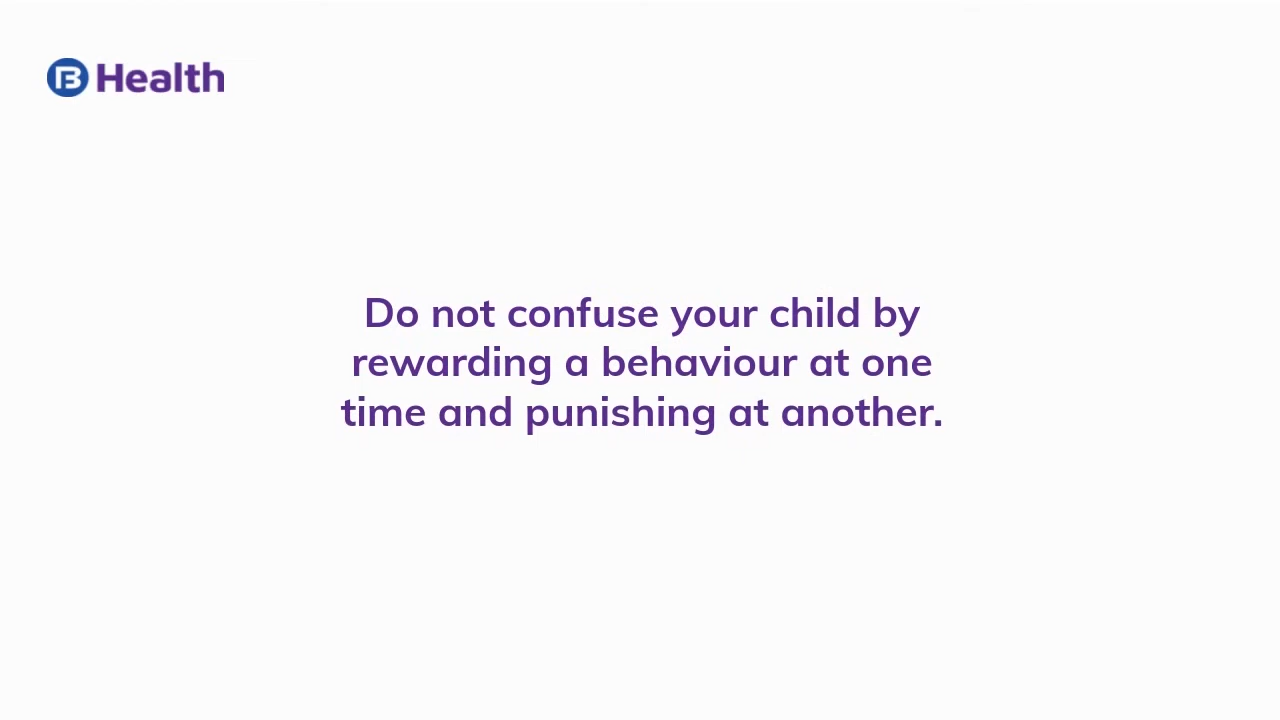 Health
Do not confuse your child by
rewarding a behaviour at one
time and punishing at another.